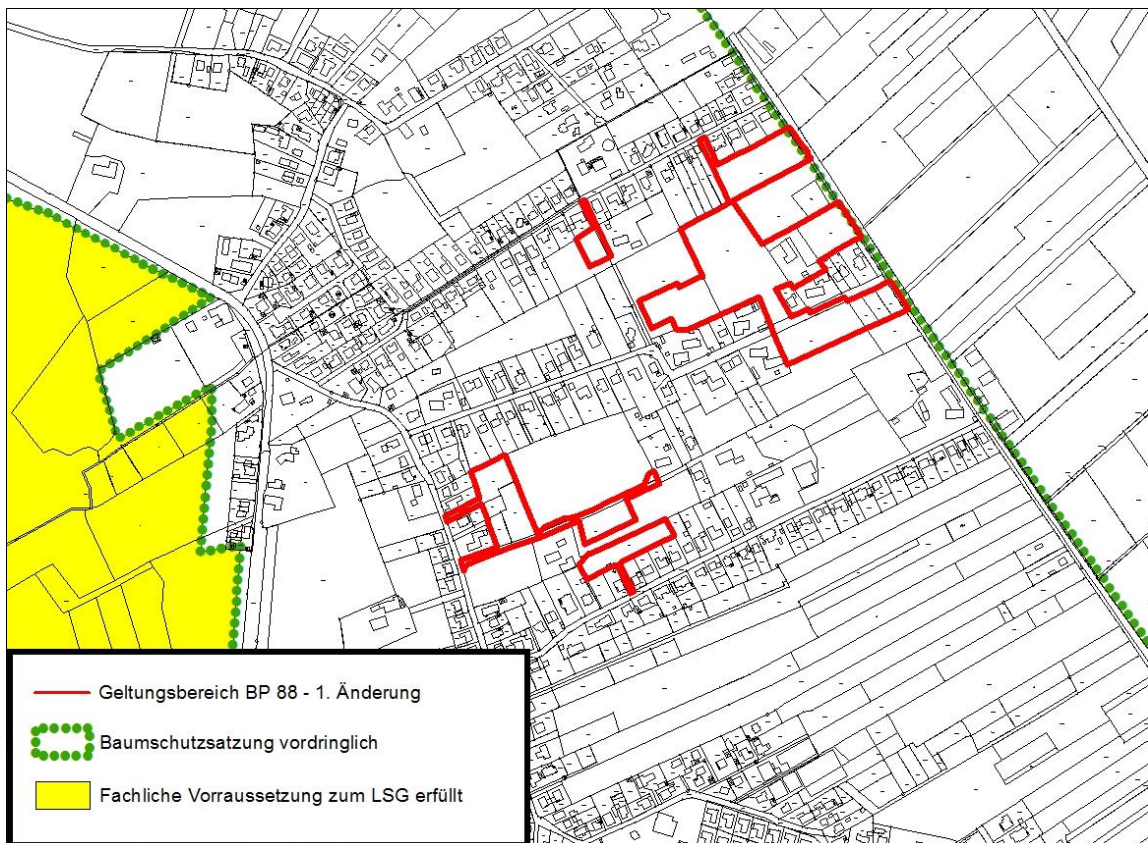 Geltungsbereich BP 88 - 1. Änderung
Baumschutzsatzung vordringlich
Fachliche Vorraussetzung zum LSG erfüllt